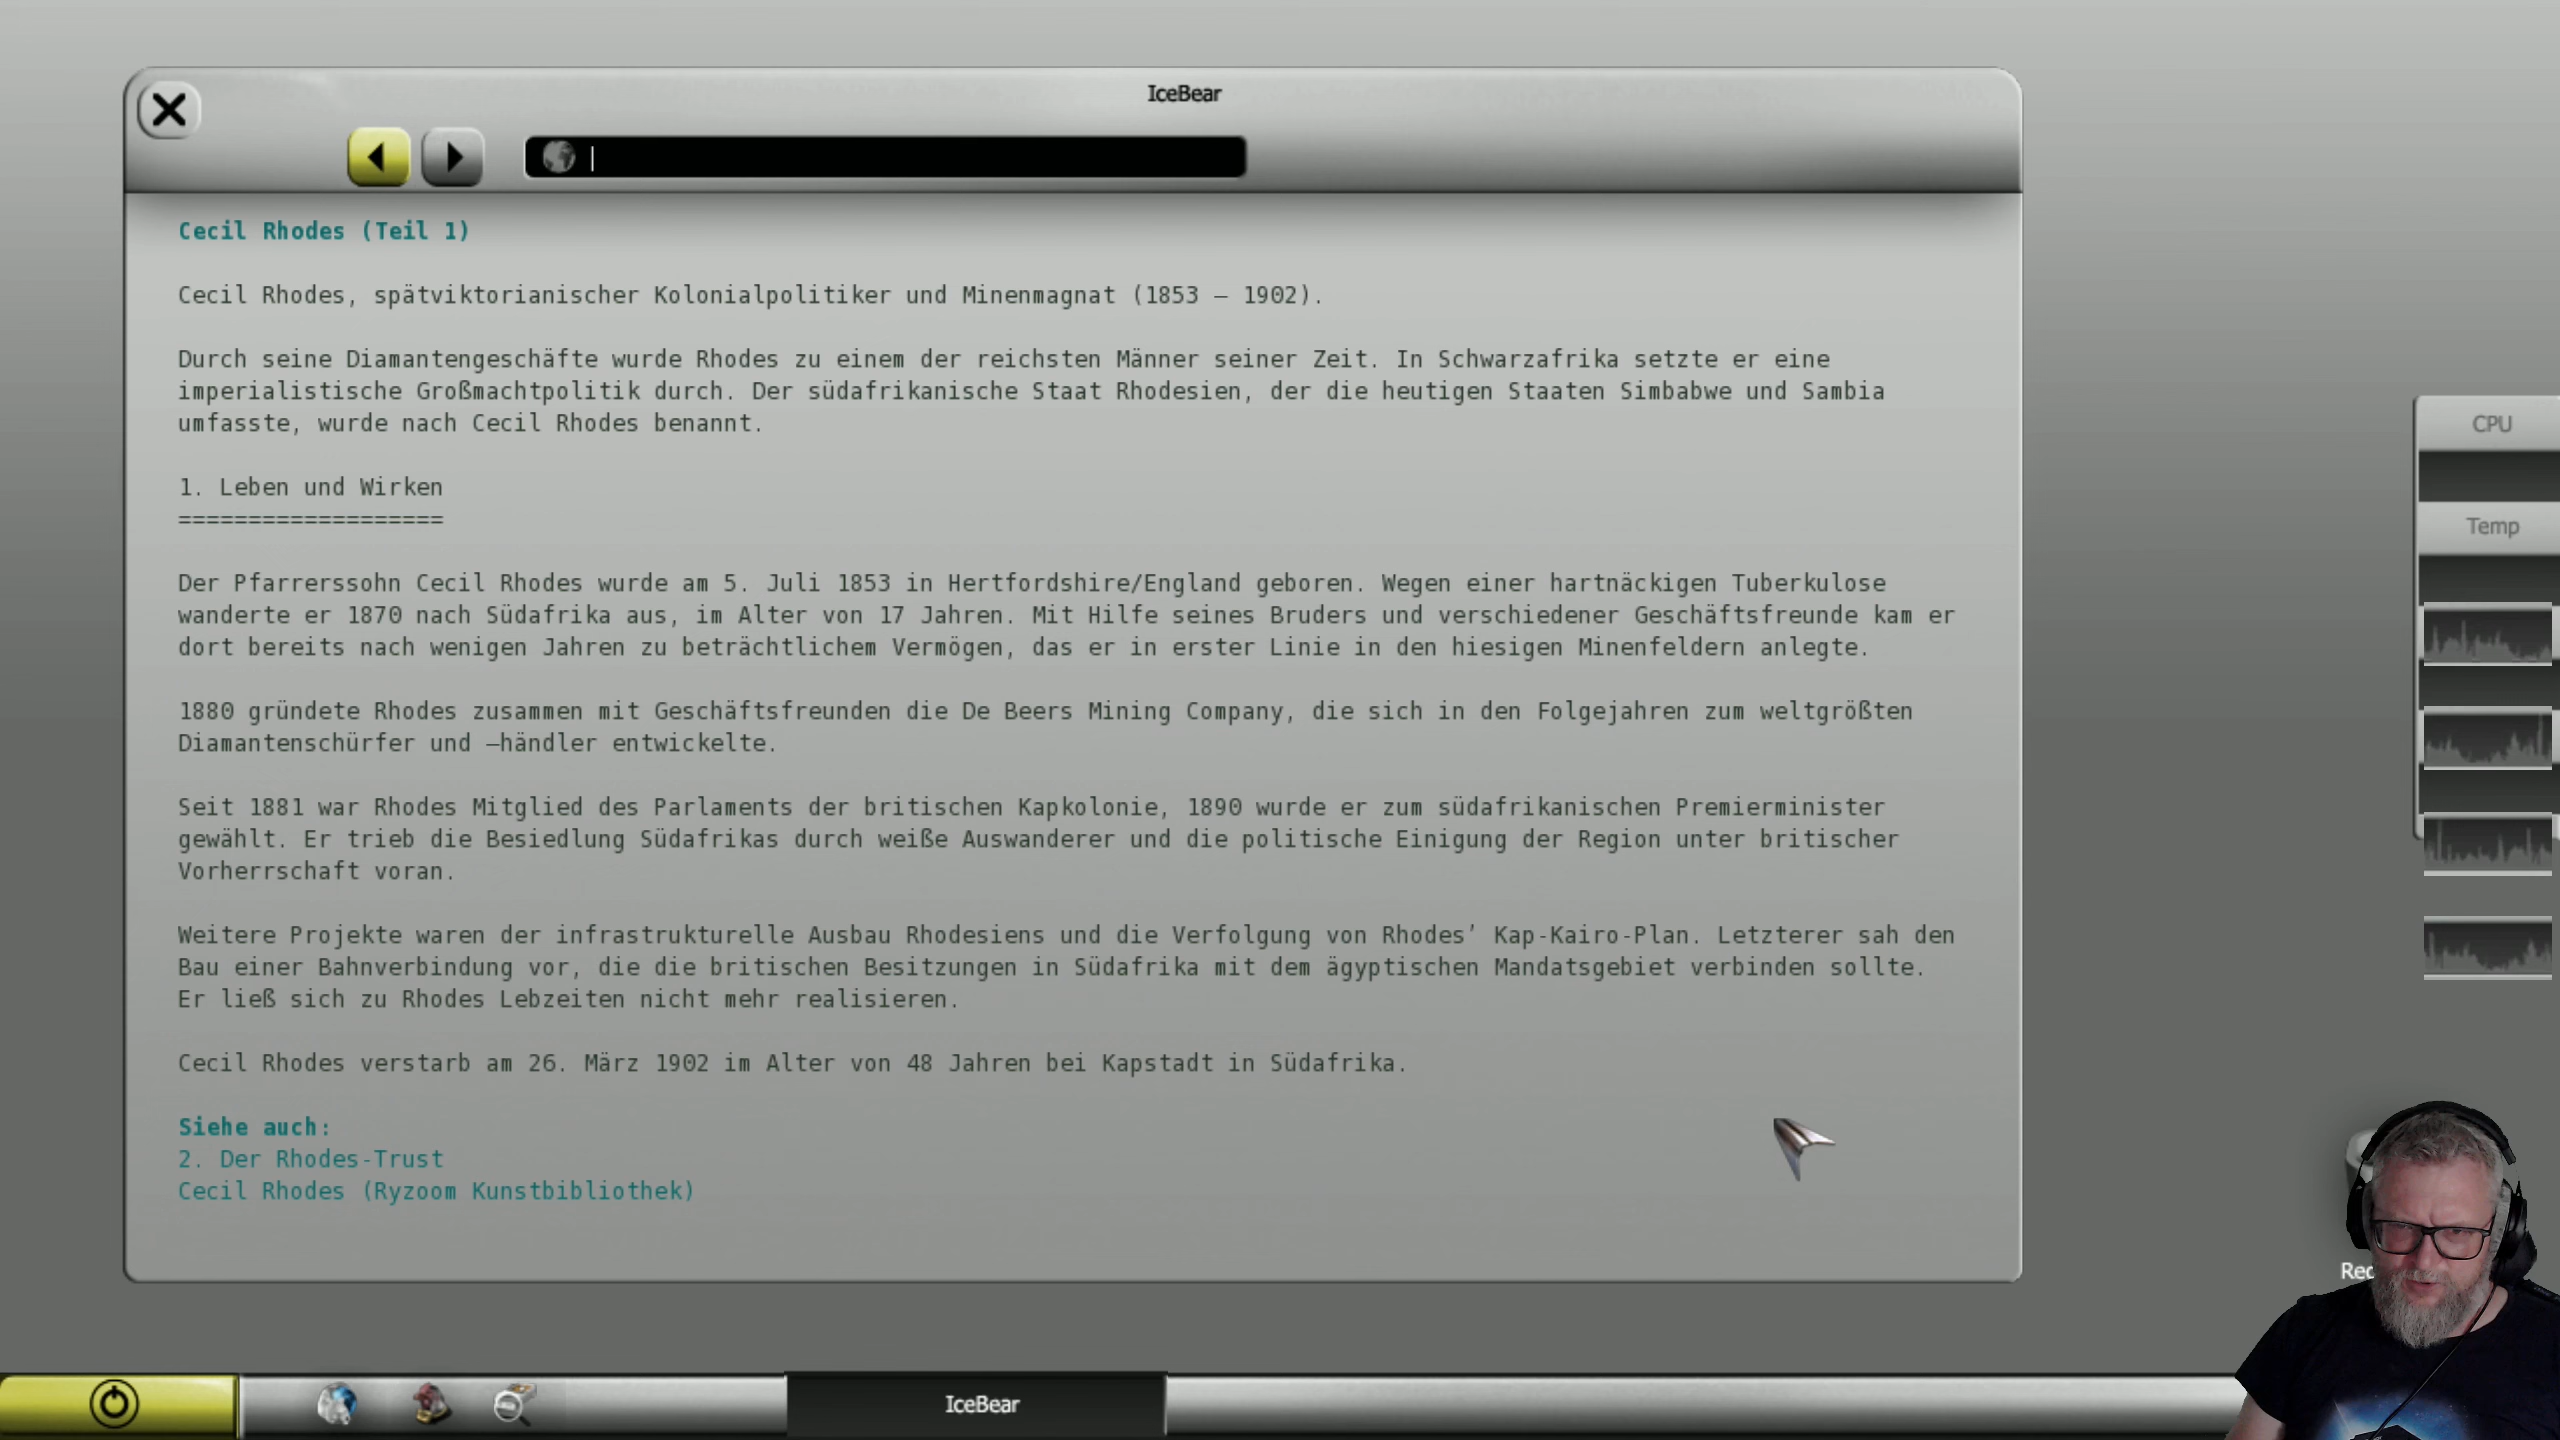 IceBear
Cecil Rhodes (Teil 1)
Cecil Rhodes, spätviktorianischer Kolonialpolitiker und Minenmagnat (1853 – 1902).
Durch seine Diamantengeschäfte wurde Rhodes zu einem der reichsten Männer seiner Zeit. In Schwarzafrika setzte er eine
imperialistische Großmachtpolitik durch. Der südafrikanische Staat Rhodesien, der die heutigen Staaten Simbabwe und Sambia
umfasste, wurde nach Cecil Rhodes benannt.
1. Leben und Wirken
===================
Der Pfarrerssohn Cecil Rhodes wurde am 5. Juli 1853 in Hertfordshire/England geboren. Wegen einer hartnäckigen Tuberkulose
wanderte er 1870 nach Südafrika aus, im Alter von 17 Jahren. Mit Hilfe seines Bruders und verschiedener Geschäftsfreunde kam er
dort bereits nach wenigen Jahren zu beträchtlichem Vermögen, das er in erster Linie in den hiesigen Minenfeldern anlegte.
1880 gründete Rhodes zusammen mit Geschäftsfreunden die De Beers Mining Company, die sich in den Folgejahren zum weltgrößten
Diamantenschürfer und –händler entwickelte.
Seit 1881 war Rhodes Mitglied des Parlaments der britischen Kapkolonie, 1890 wurde er zum südafrikanischen Premierminister
gewählt. Er trieb die Besiedlung Südafrikas durch weiße Auswanderer und die politische Einigung der Region unter britischer
Vorherrschaft voran.
Weitere Projekte waren der infrastrukturelle Ausbau Rhodesiens und die Verfolgung von Rhodes’ Kap-Kairo-Plan. Letzterer sah den
Bau einer Bahnverbindung vor, die die britischen Besitzungen in Südafrika mit dem ägyptischen Mandatsgebiet verbinden sollte.
Er ließ sich zu Rhodes Lebzeiten nicht mehr realisieren.
Cecil Rhodes verstarb am 26. März 1902 im Alter von 48 Jahren bei Kapstadt in Südafrika.
Siehe auch:
2. Der Rhodes-Trust
Cecil Rhodes (Ryzoom Kunstbibliothek)
CPU
Temp
IceBear